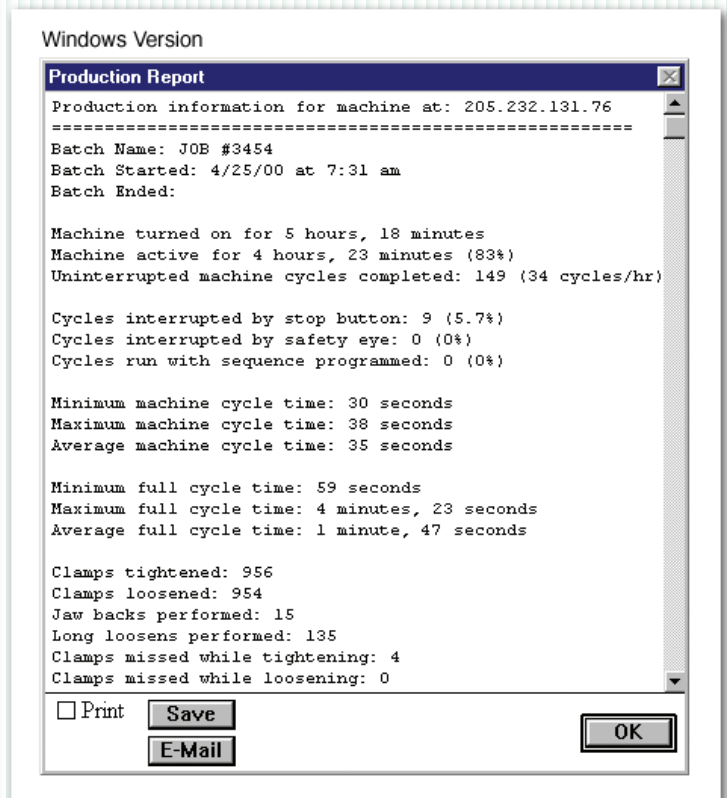 Windows Version
Production Report
Production information for machine at: 205.232.131.76
=======================================================
Batch Name: JOB #3454
Batch Started: 4/25/00 at 7:31 am
Batch Ended:
Machine turned on for 5 hours, 18 minutes
Machine active for 4 hours, 23 minutes (83%)
Uninterrupted machine cycles completed: 149 (34 cycles/hr)
Cycles interrupted by stop button: 9 (5.7%)
Cycles interrupted by safety eye: 0 (0%)
Cycles run with sequence programmed: 0 (0%)
Minimum machine cycle time: 30 seconds
Maximum machine cycle time: 38 seconds
Average machine cycle time: 35 seconds
Minimum full cycle time: 59 seconds
Maximum full cycle time: 4 minutes, 23 seconds
Average full cycle time: 1 minute, 47 seconds
Clamps tightened: 956
Clamps loosened: 954
Jaw backs performed: 15
Long loosens performed: 135
Clamps missed while tightening: 4
Clamps missed while loosening: 0
Print
Save
OK
E-Mail